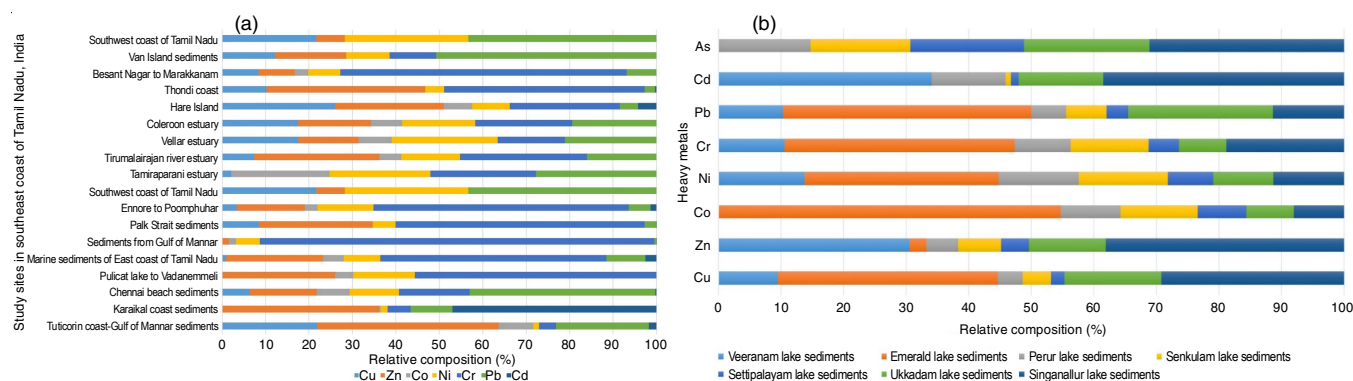 (a)
Study sites in southeast coast of Tamil Nadu, India
Southwest coast of Tamil Nadu
Van Island sediments
Besant Nagar to Marakkanam
Thondi coast
Hare Island
Coleroon estuary
Vellar estuary
Tirumalairajan river estuary
Tamiraparani estuary
Southwest coast of Tamil Nadu
Ennore to Poomphuhar
Palk Strait sediments
Sediments from Gulf of Mannar
Marine sediments of East coast of Tamil Nadu
Pulicat lake to Vadanemmeli
Chennai beach sediments
Karaikal coast sediments
Tuticorin coast-Gulf of Mannar sediments
0 10 20 30 40 50 60 70 80 90 100
Relative composition (%)
Cu Zn Co Ni Cr Pb Cd
(b)
Heavy metals
As
Cd
Pb
Cr
Ni
Co
Zn
Cu
0 10 20 30 40 50 60 70 80 90 100
Relative composition (%)
Veeranam lake sediments Emerald lake sediments Perur lake sediments Senkulam lake sediments
Settipalayam lake sediments Ukkadam lake sediments Singanallur lake sediments